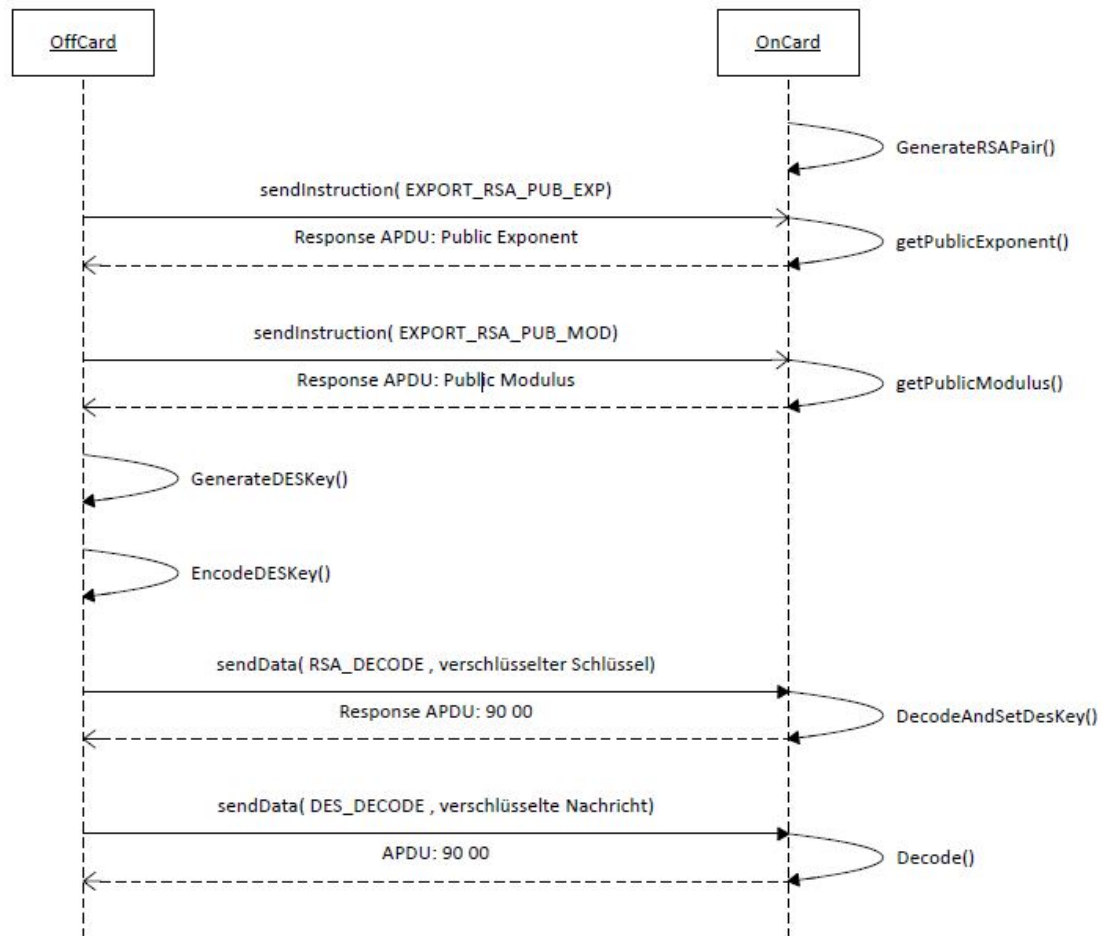 OffCard
OnCard
GenerateRSAPair()
sendInstruction( EXPORT_RSA_PUB_EXP)
Response APDU: Public Exponent
getPublicExponent()
sendInstruction( EXPORT_RSA_PUB_MOD)
Response APDU: Public Modulus
getPublicModulus()
GenerateDESKey()
EncodeDESKey()
sendData( RSA_DECODE , verschlüsselter Schlüssel)
Response APDU: 90 00
DecodeAndSetDesKey()
sendData( DES_DECODE , verschlüsselte Nachricht)
APDU: 90 00
Decode()